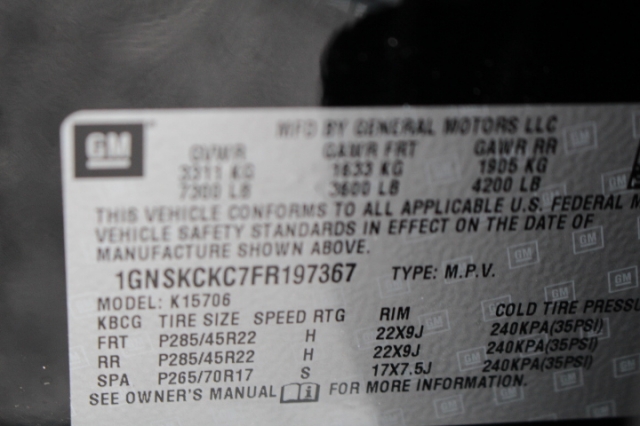 GM
MFD BY GENERAL MOTORS LLC
GVWR GAWR FRT GAWR RR
3311 KG 1633 KG 1905 KG
7300 LB 3600 LB 4200 LB
THIS VEHICLE CONFORMS TO ALL APPLICABLE U.S. FEDERAL M
VEHICLE SAFETY STANDARDS IN EFFECT ON THE DATE OF
MANUFACTURE SHOWN ABOVE.
1GNSKCKC7FR197367 TYPE: M.P.V.
MODEL: K15706
KBCG TIRE SIZE SPEED RTG RIM COLD TIRE PRESSU
FRT P285/45R22 H 22X9J 240KPA(35PSI)
RR P285/45R22 H 22X9J 240KPA(35PSI)
SPA P265/70R17 S 17X7.5J 240KPA(35PSI)
SEE OWNER'S MANUAL FOR MORE INFORMATION.